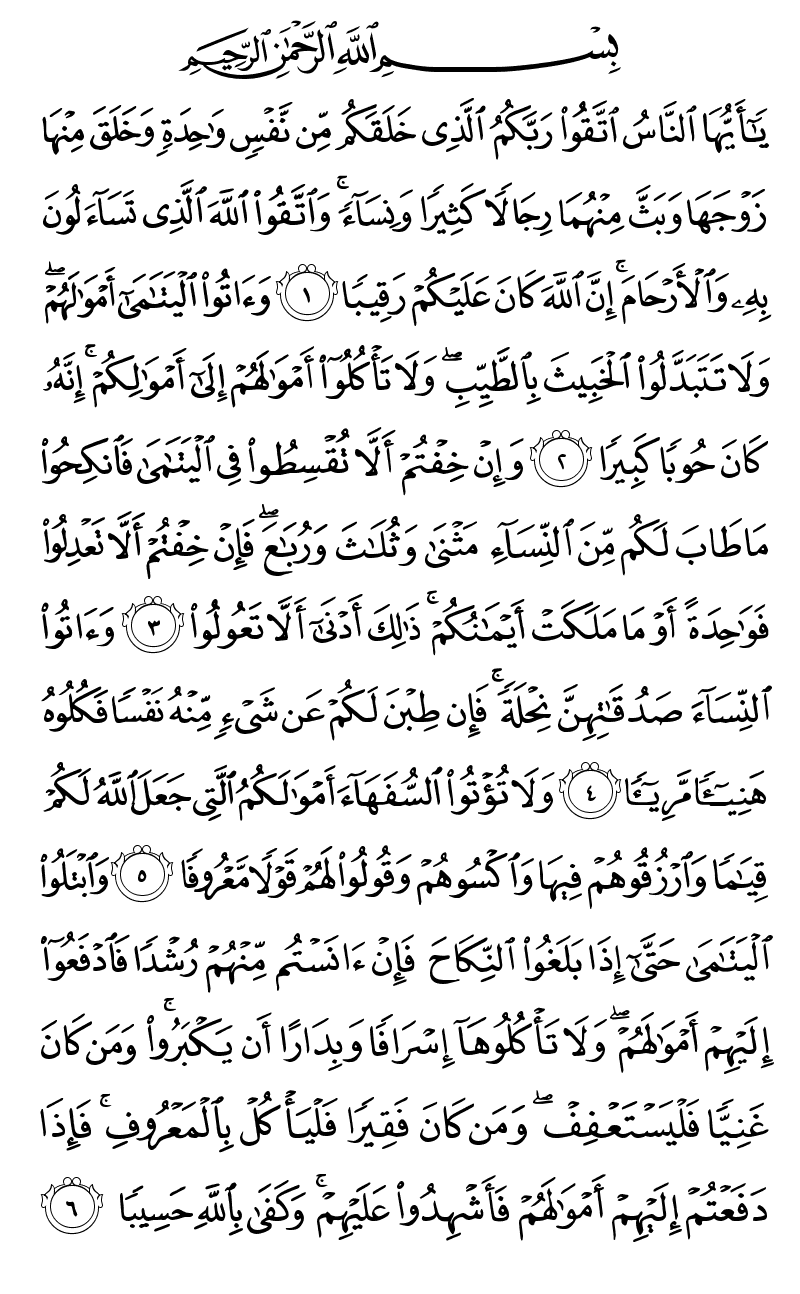 بِسْمِ ٱللَّهِ ٱلرَّحْمَٰنِ ٱلرَّحِيمِ
يَٰٓأَيُّهَا ٱلنَّاسُ ٱتَّقُوا۟ رَبَّكُمُ ٱلَّذِى خَلَقَكُم مِّن نَّفْسٍ وَٰحِدَةٍ وَخَلَقَ مِنْهَا
زَوْجَهَا وَبَثَّ مِنْهُمَا رِجَالًا كَثِيرًا وَنِسَآءً ۚ وَٱتَّقُوا۟ ٱللَّهَ ٱلَّذِى تَسَآءَلُونَ
بِهِۦ وَٱلْأَرْحَامَ ۚ إِنَّ ٱللَّهَ كَانَ عَلَيْكُمْ رَقِيبًا ١ وَءَاتُوا۟ ٱلْيَتَٰمَىٰٓ أَمْوَٰلَهُمْ ۖ
وَلَا تَتَبَدَّلُوا۟ ٱلْخَبِيثَ بِٱلطَّيِّبِ ۖ وَلَا تَأْكُلُوٓا۟ أَمْوَٰلَهُمْ إِلَىٰٓ أَمْوَٰلِكُمْ ۚ إِنَّهُۥ
كَانَ حُوبًا كَبِيرًا ٢ وَإِنْ خِفْتُمْ أَلَّا تُقْسِطُوا۟ فِى ٱلْيَتَٰمَىٰ فَٱنكِحُوا۟
مَا طَابَ لَكُم مِّنَ ٱلنِّسَآءِ مَثْنَىٰ وَثُلَٰثَ وَرُبَٰعَ ۖ فَإِنْ خِفْتُمْ أَلَّا تَعْدِلُوا۟
فَوَٰحِدَةً أَوْ مَا مَلَكَتْ أَيْمَٰنُكُمْ ۚ ذَٰلِكَ أَدْنَىٰٓ أَلَّا تَعُولُوا۟ ٣ وَءَاتُوا۟
ٱلنِّسَآءَ صَدُقَٰتِهِنَّ نِحْلَةً ۚ فَإِن طِبْنَ لَكُمْ عَن شَىْءٍ مِّنْهُ نَفْسًا فَكُلُوهُ
هَنِيٓـًٔا مَّرِيٓـًٔا ٤ وَلَا تُؤْتُوا۟ ٱلسُّفَهَآءَ أَمْوَٰلَكُمُ ٱلَّتِى جَعَلَ ٱللَّهُ لَكُمْ
قِيَٰمًا وَٱرْزُقُوهُمْ فِيهَا وَٱكْسُوهُمْ وَقُولُوا۟ لَهُمْ قَوْلًا مَّعْرُوفًا ٥ وَٱبْتَلُوا۟
ٱلْيَتَٰمَىٰ حَتَّىٰٓ إِذَا بَلَغُوا۟ ٱلنِّكَاحَ فَإِنْ ءَانَسْتُم مِّنْهُمْ رُشْدًا فَٱدْفَعُوٓا۟
إِلَيْهِمْ أَمْوَٰلَهُمْ ۖ وَلَا تَأْكُلُوهَآ إِسْرَافًا وَبِدَارًا أَن يَكْبَرُوا۟ ۚ وَمَن كَانَ
غَنِيًّا فَلْيَسْتَعْفِفْ ۖ وَمَن كَانَ فَقِيرًا فَلْيَأْكُلْ بِٱلْمَعْرُوفِ ۚ فَإِذَا
دَفَعْتُمْ إِلَيْهِمْ أَمْوَٰلَهُمْ فَأَشْهِدُوا۟ عَلَيْهِمْ ۚ وَكَفَىٰ بِٱللَّهِ حَسِيبًا ٦